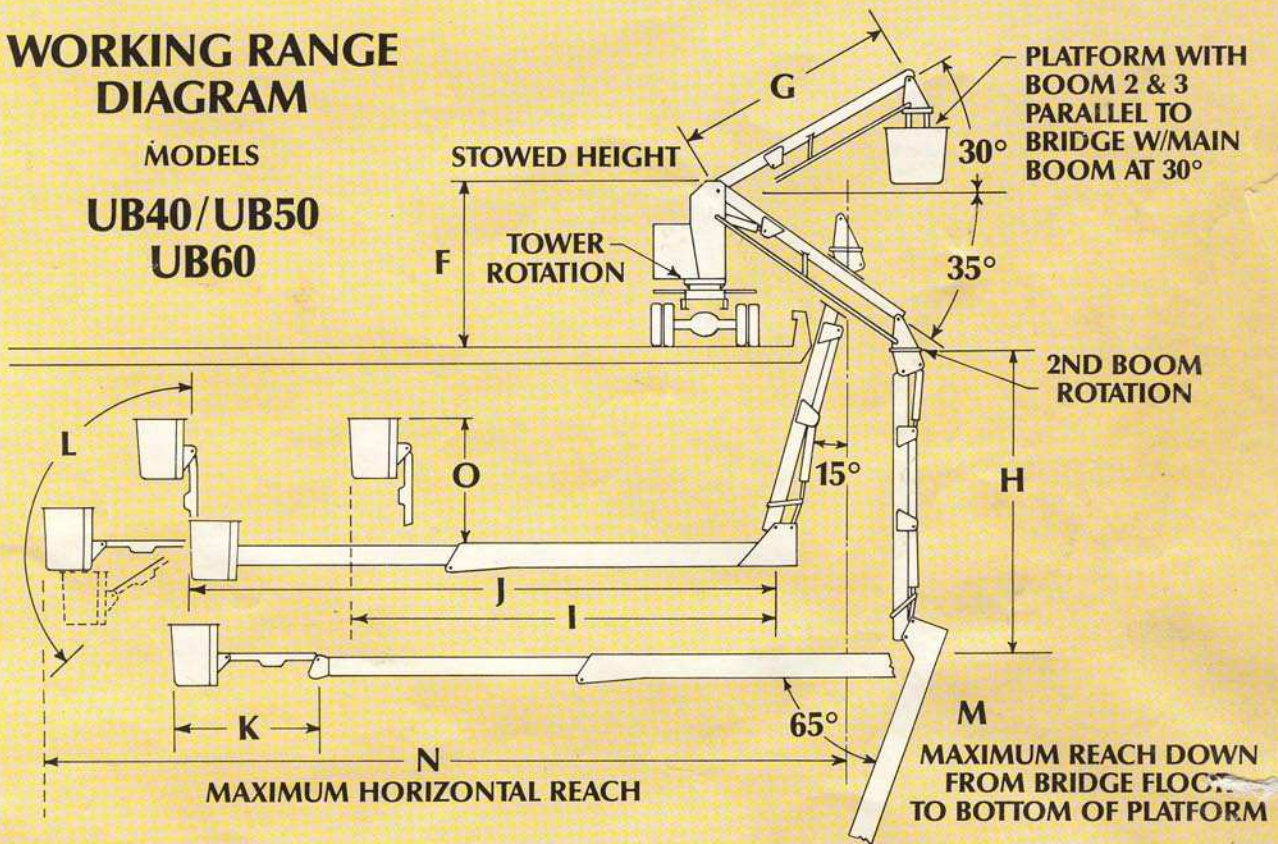 WORKING RANGE
DIAGRAM
MODELS
UB40/UB50
UB60
STOWED HEIGHT
F
TOWER
ROTATION
G
30°
PLATFORM WITH
BOOM 2 & 3
PARALLEL TO
BRIDGE W/MAIN
BOOM AT 30°
35°
2ND BOOM
ROTATION
L
O
15°
H
J
I
K
65°
N
MAXIMUM HORIZONTAL REACH
M
MAXIMUM REACH DOWN
FROM BRIDGE FLOOR
TO BOTTOM OF PLATFORM